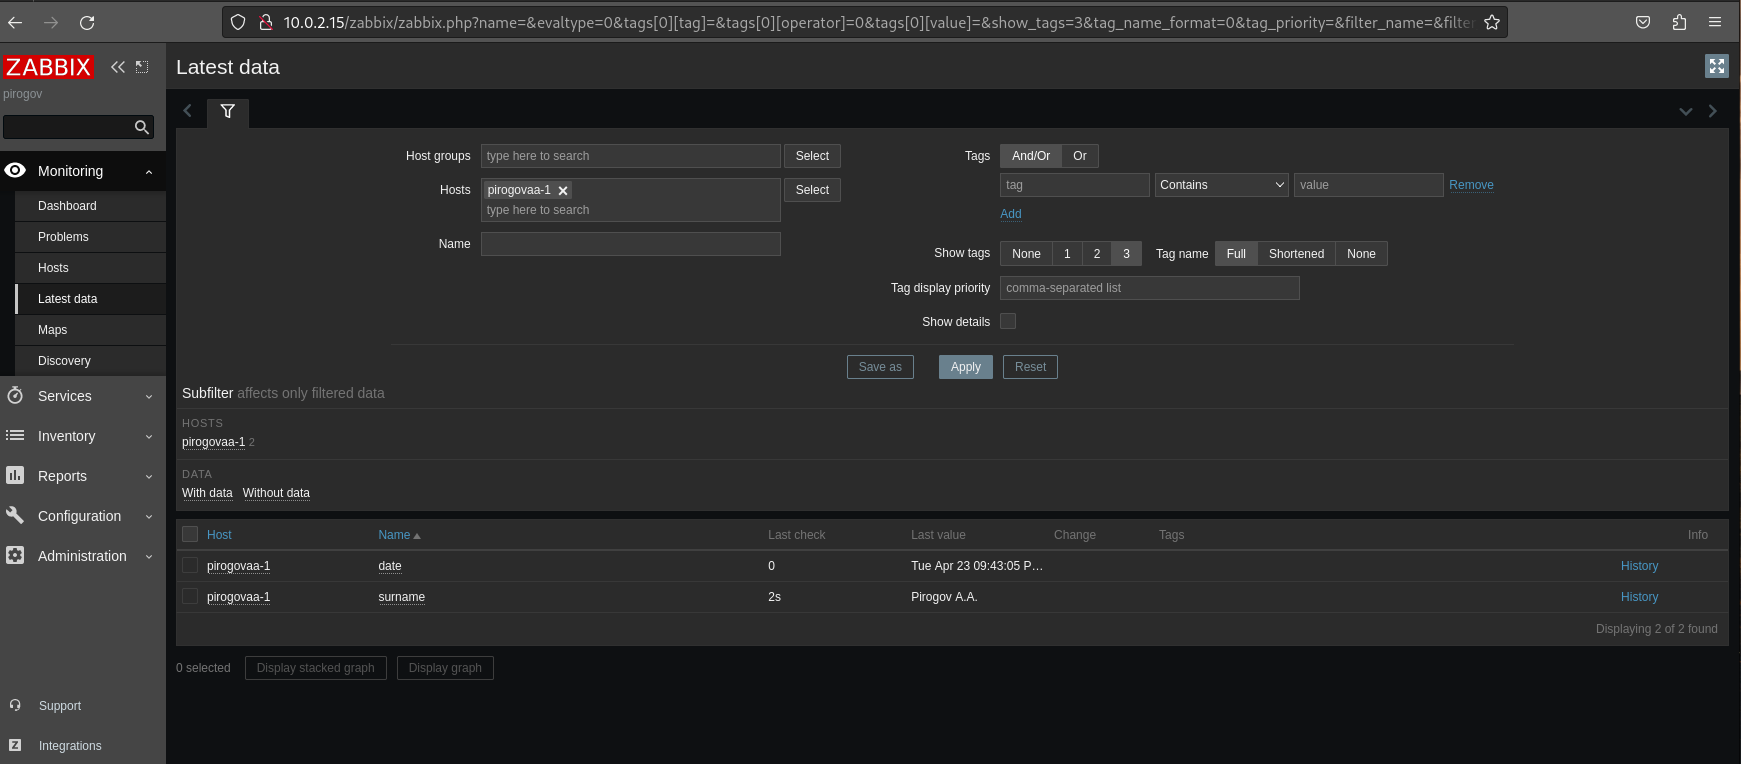 10.0.2.15/zabbix/zabbix.php?name=&evaltype=0&tags[0][tag]=&tags[0][operator]=0&tags[0][value]=&show_tags=3&tag_name_format=0&tag_priority=&filter_name=&filter
ZABBIX
pirogov
Monitoring
Dashboard
Problems
Hosts
Latest data
Maps
Discovery
Services
Inventory
Reports
Configuration
Administration
Support
Integrations
Latest data
Host groups type here to search Select
Hosts pirogovaa-1 Select
type here to search
Name
Tags And/Or Or
tag Contains value Remove
Add
Show tags None 1 2 3 Tag name Full Shortened None
Tag display priority comma-separated list
Show details
Save as Apply Reset
Subfilter affects only filtered data
HOSTS
pirogovaa-1 2
DATA
With data Without data
Host Name Last check Last value Change Tags Info
pirogovaa-1 date 0 Tue Apr 23 09:43:05 P… History
pirogovaa-1 surname 2s Pirogov A.A. History
Displaying 2 of 2 found
0 selected Display stacked graph Display graph